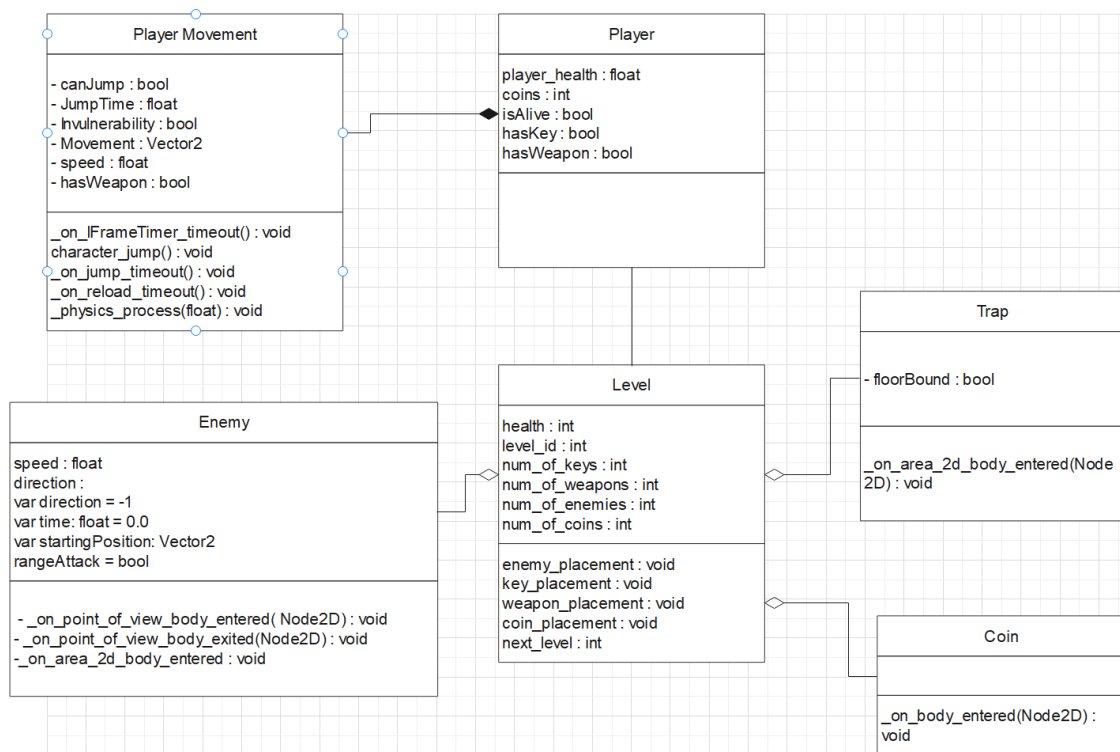 Player Movement
- canJump : bool
- JumpTime : float
- Invulnerability : bool
- Movement : Vector2
- speed : float
- hasWeapon : bool
_on_IFrameTimer_timeout() : void
character_jump() : void
_on_jump_timeout() : void
_on_reload_timeout() : void
_physics_process(float) : void
Player
player_health : float
coins : int
isAlive : bool
hasKey : bool
hasWeapon : bool
Trap
- floorBound : bool
_on_area_2d_body_entered(Node
2D) : void
Level
health : int
level_id : int
num_of_keys : int
num_of_weapons : int
num_of_enemies : int
num_of_coins : int
enemy_placement : void
key_placement : void
weapon_placement : void
coin_placement : void
next_level : int
Enemy
speed : float
direction :
var direction = -1
var time: float = 0.0
var startingPosition: Vector2
rangeAttack = bool
- _on_point_of_view_body_entered( Node2D) : void
- _on_point_of_view_body_exited(Node2D) : void
-_on_area_2d_body_entered : void
Coin
_on_body_entered(Node2D) :
void